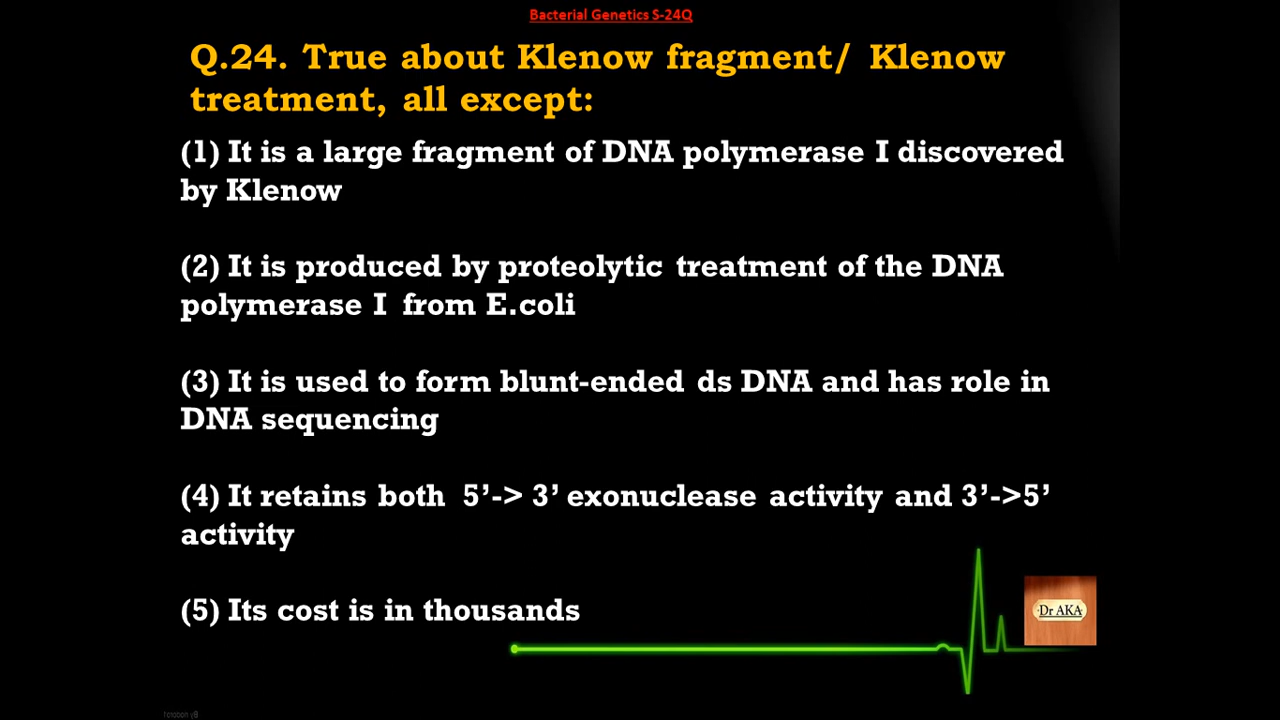 Bacterial Genetics S-24Q
Q.24. True about Klenow fragment/ Klenow
treatment, all except:
(1) It is a large fragment of DNA polymerase I discovered
by Klenow
(2) It is produced by proteolytic treatment of the DNA
polymerase I from E.coli
(3) It is used to form blunt-ended ds DNA and has role in
DNA sequencing
(4) It retains both 5’-> 3’ exonuclease activity and 3’->5’
activity
(5) Its cost is in thousands
Dr AKA